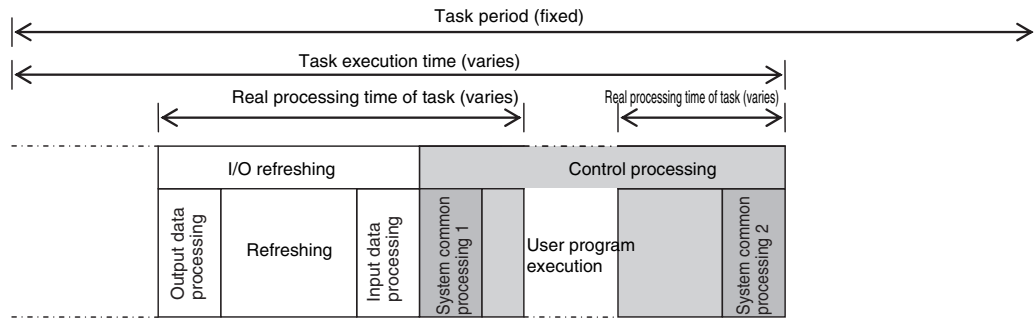 Task period (fixed)
Task execution time (varies)
Real processing time of task (varies)
Real processing time of task (varies)
I/O refreshing
Control processing
Output data
processing
Refreshing
Input data
processing
System common
processing 1
User program
execution
System common
processing 2